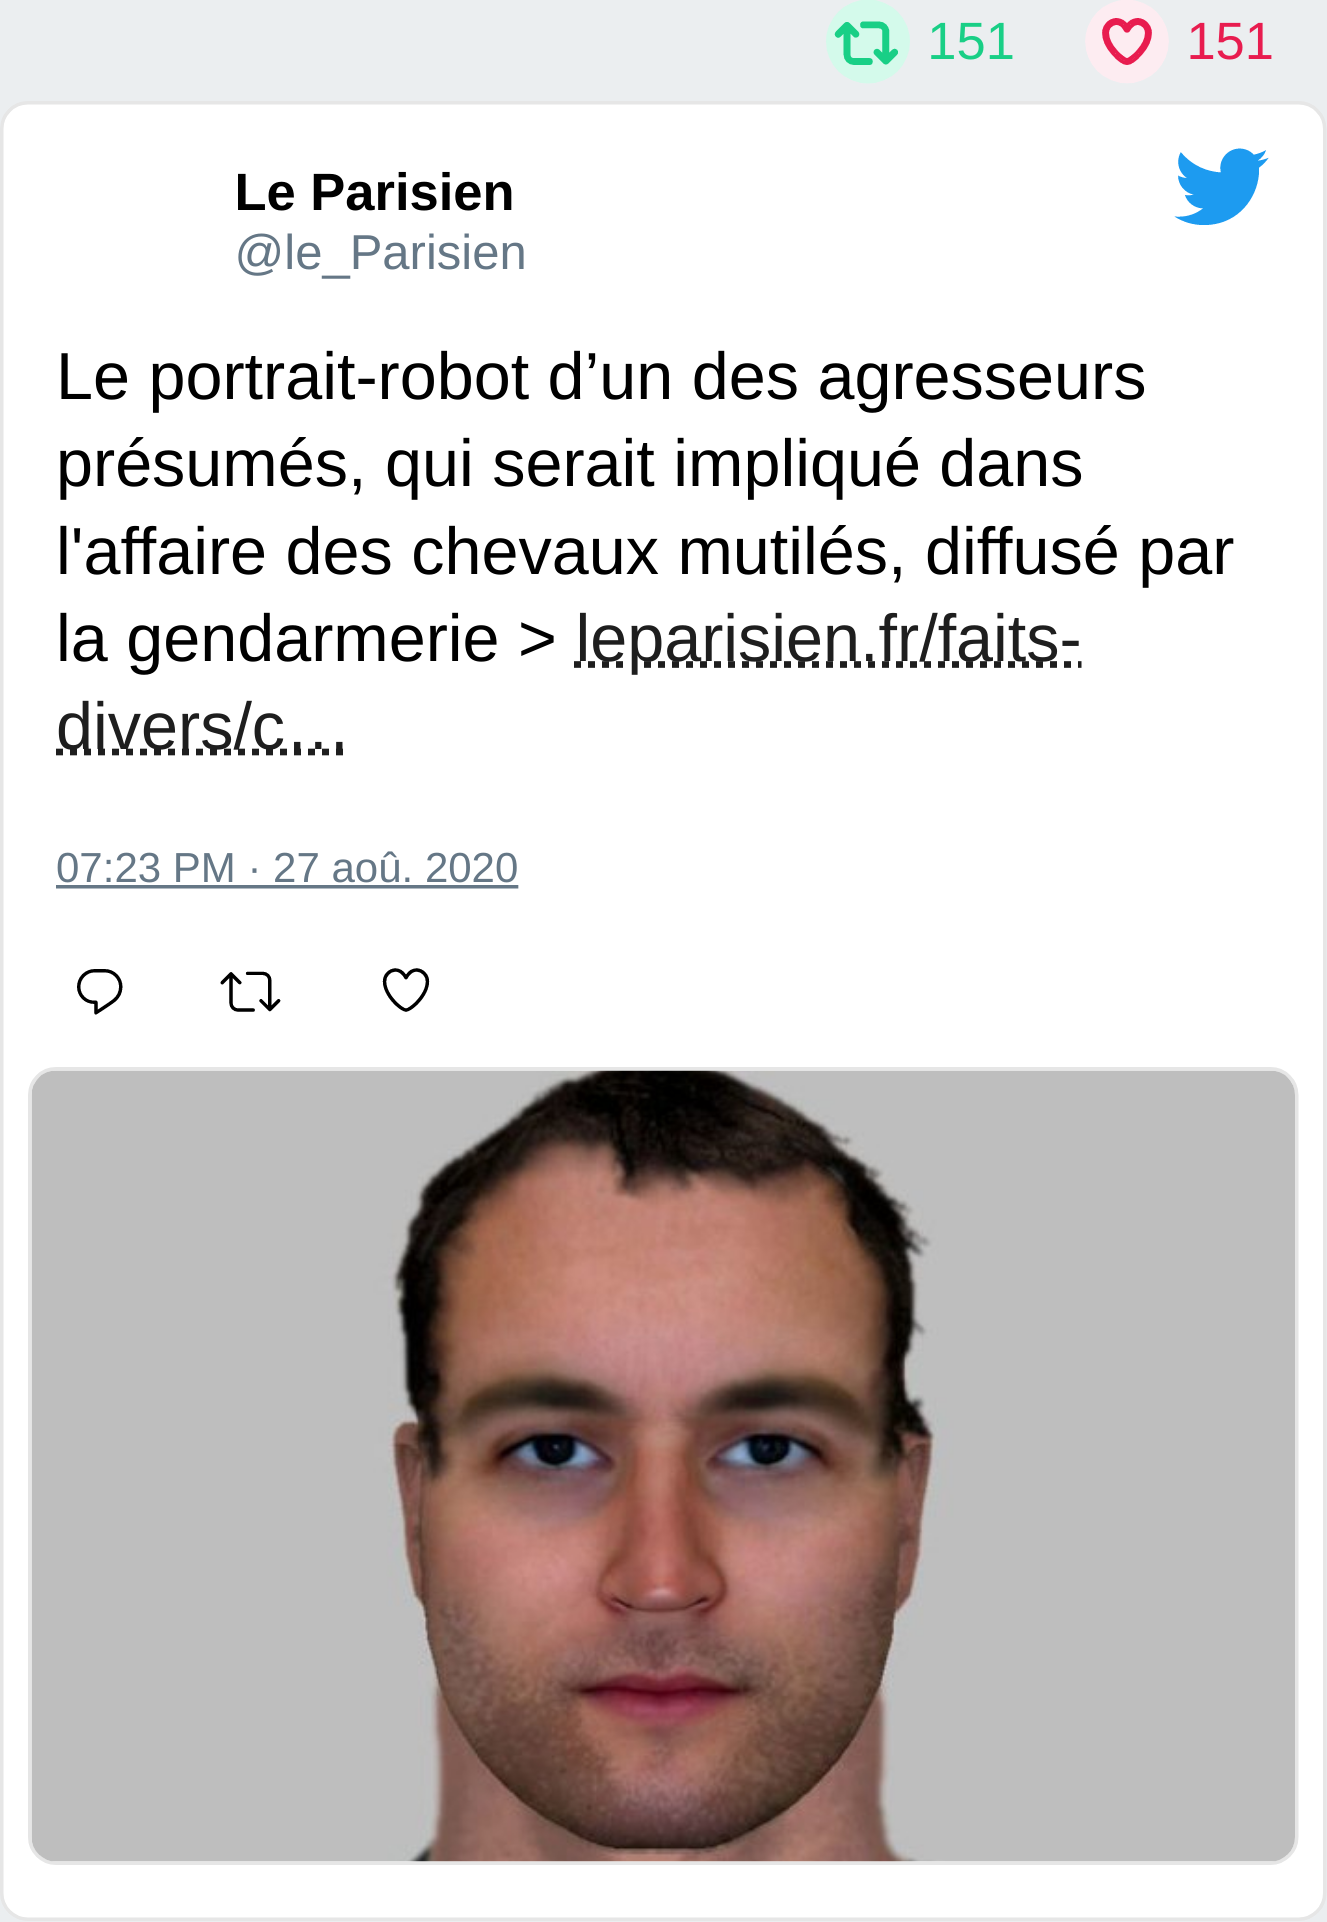 151 151
Le Parisien
@le_Parisien
Le portrait-robot d’un des agresseurs
présumés, qui serait impliqué dans
l'affaire des chevaux mutilés, diffusé par
la gendarmerie > leparisien.fr/faits-
divers/c…
07:23 PM · 27 aoû. 2020